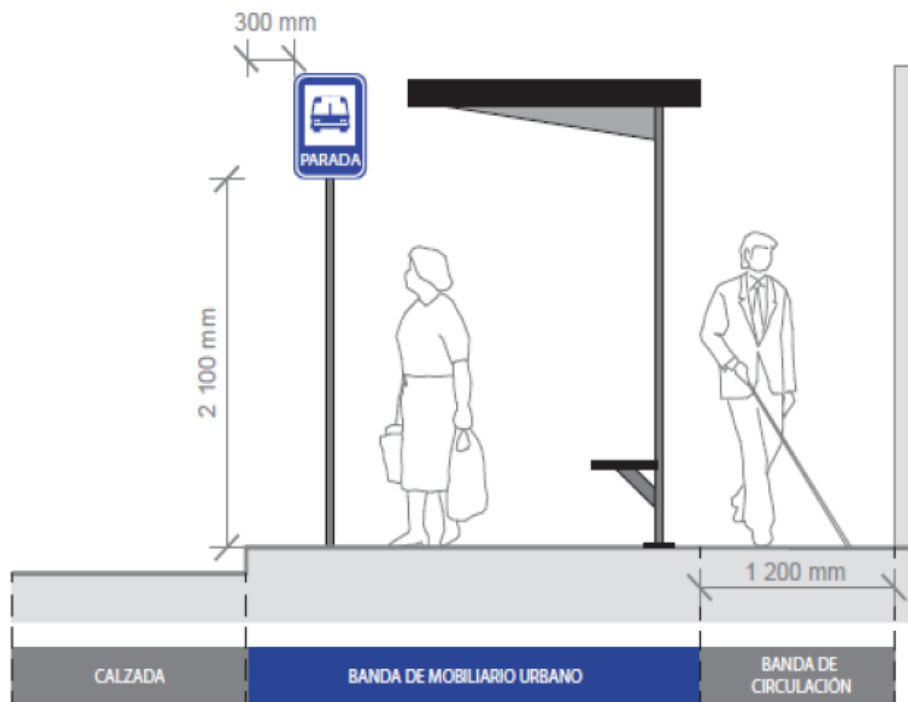 300 mm
PARADA
2 100 mm
1 200 mm
CALZADA
BANDA DE MOBILIARIO URBANO
BANDA DE
CIRCULACIÓN